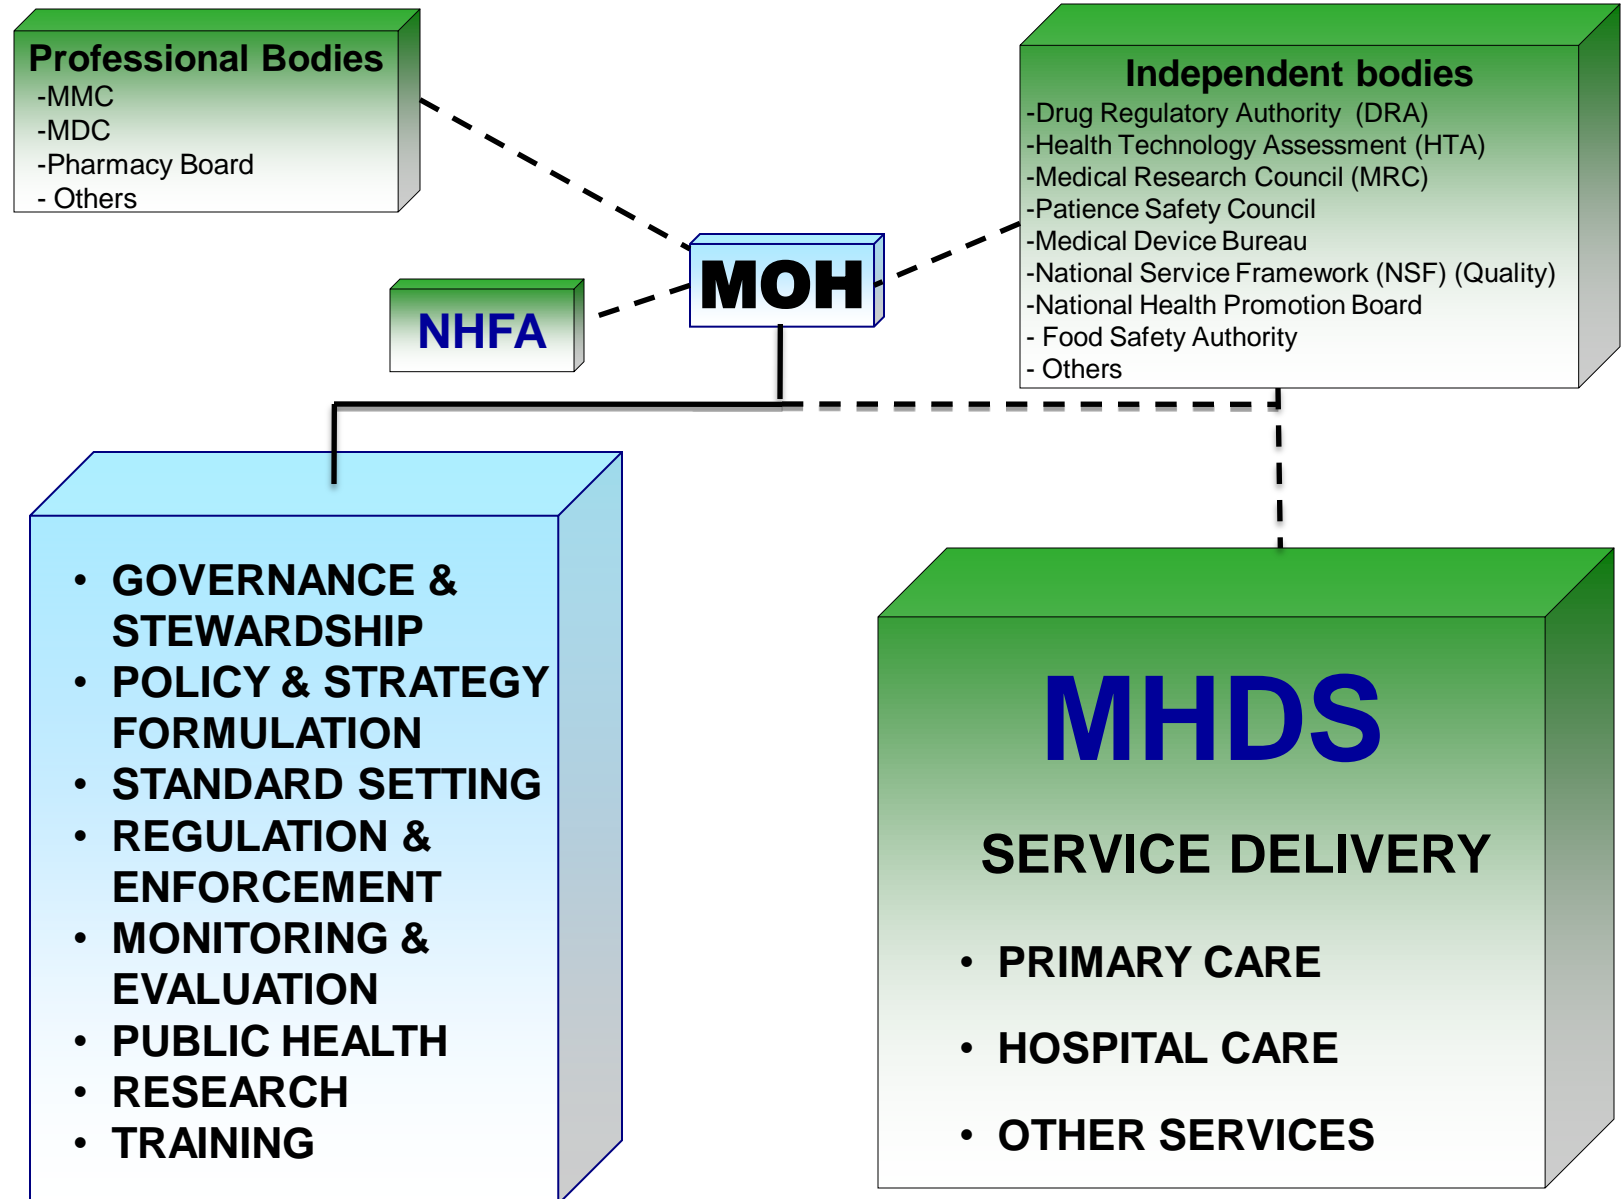 Professional Bodies
-MMC
-MDC
-Pharmacy Board
- Others
Independent bodies
-Drug Regulatory Authority (DRA)
-Health Technology Assessment (HTA)
-Medical Research Council (MRC)
-Patience Safety Council
-Medical Device Bureau
-National Service Framework (NSF) (Quality)
-National Health Promotion Board
- Food Safety Authority
- Others
MOH
NHFA
• GOVERNANCE &
STEWARDSHIP
• POLICY & STRATEGY
FORMULATION
• STANDARD SETTING
• REGULATION &
ENFORCEMENT
• MONITORING &
EVALUATION
• PUBLIC HEALTH
• RESEARCH
• TRAINING
MHDS
SERVICE DELIVERY
• PRIMARY CARE
• HOSPITAL CARE
• OTHER SERVICES